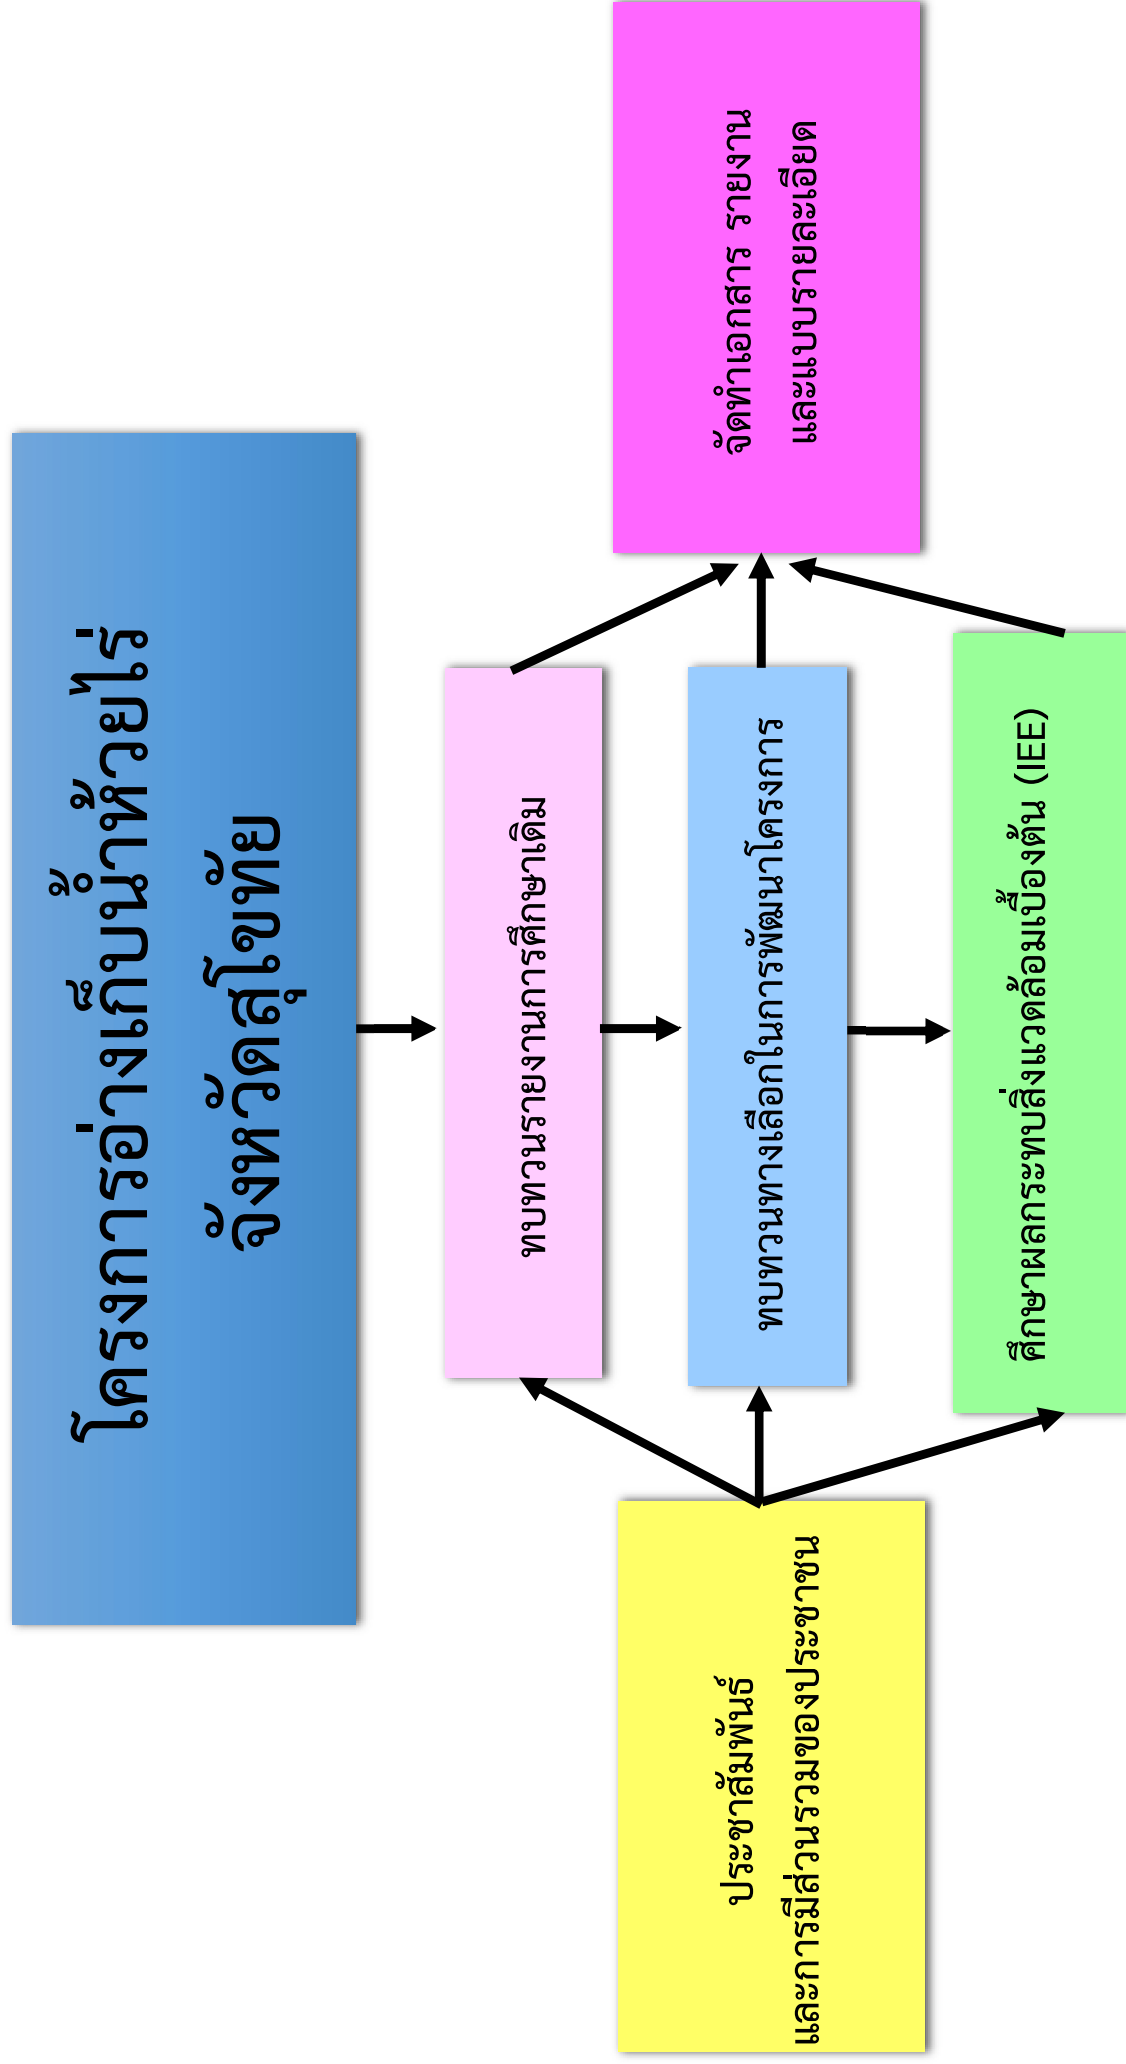 โครงการอ่างเก็บน้ำห้วยไร่
จังหวัดสุโขทัย
ทบทวนรายงานการศึกษาเดิม
ประชาสัมพันธ์
และการมีส่วนรวมของประชาชน
ทบทวนทางเลือกในการพัฒนาโครงการ
จัดทำเอกสาร รายงาน
และแบบรายละเอียด
ศึกษาผลกระทบสิ่งแวดล้อมเบื้องต้น (IEE)